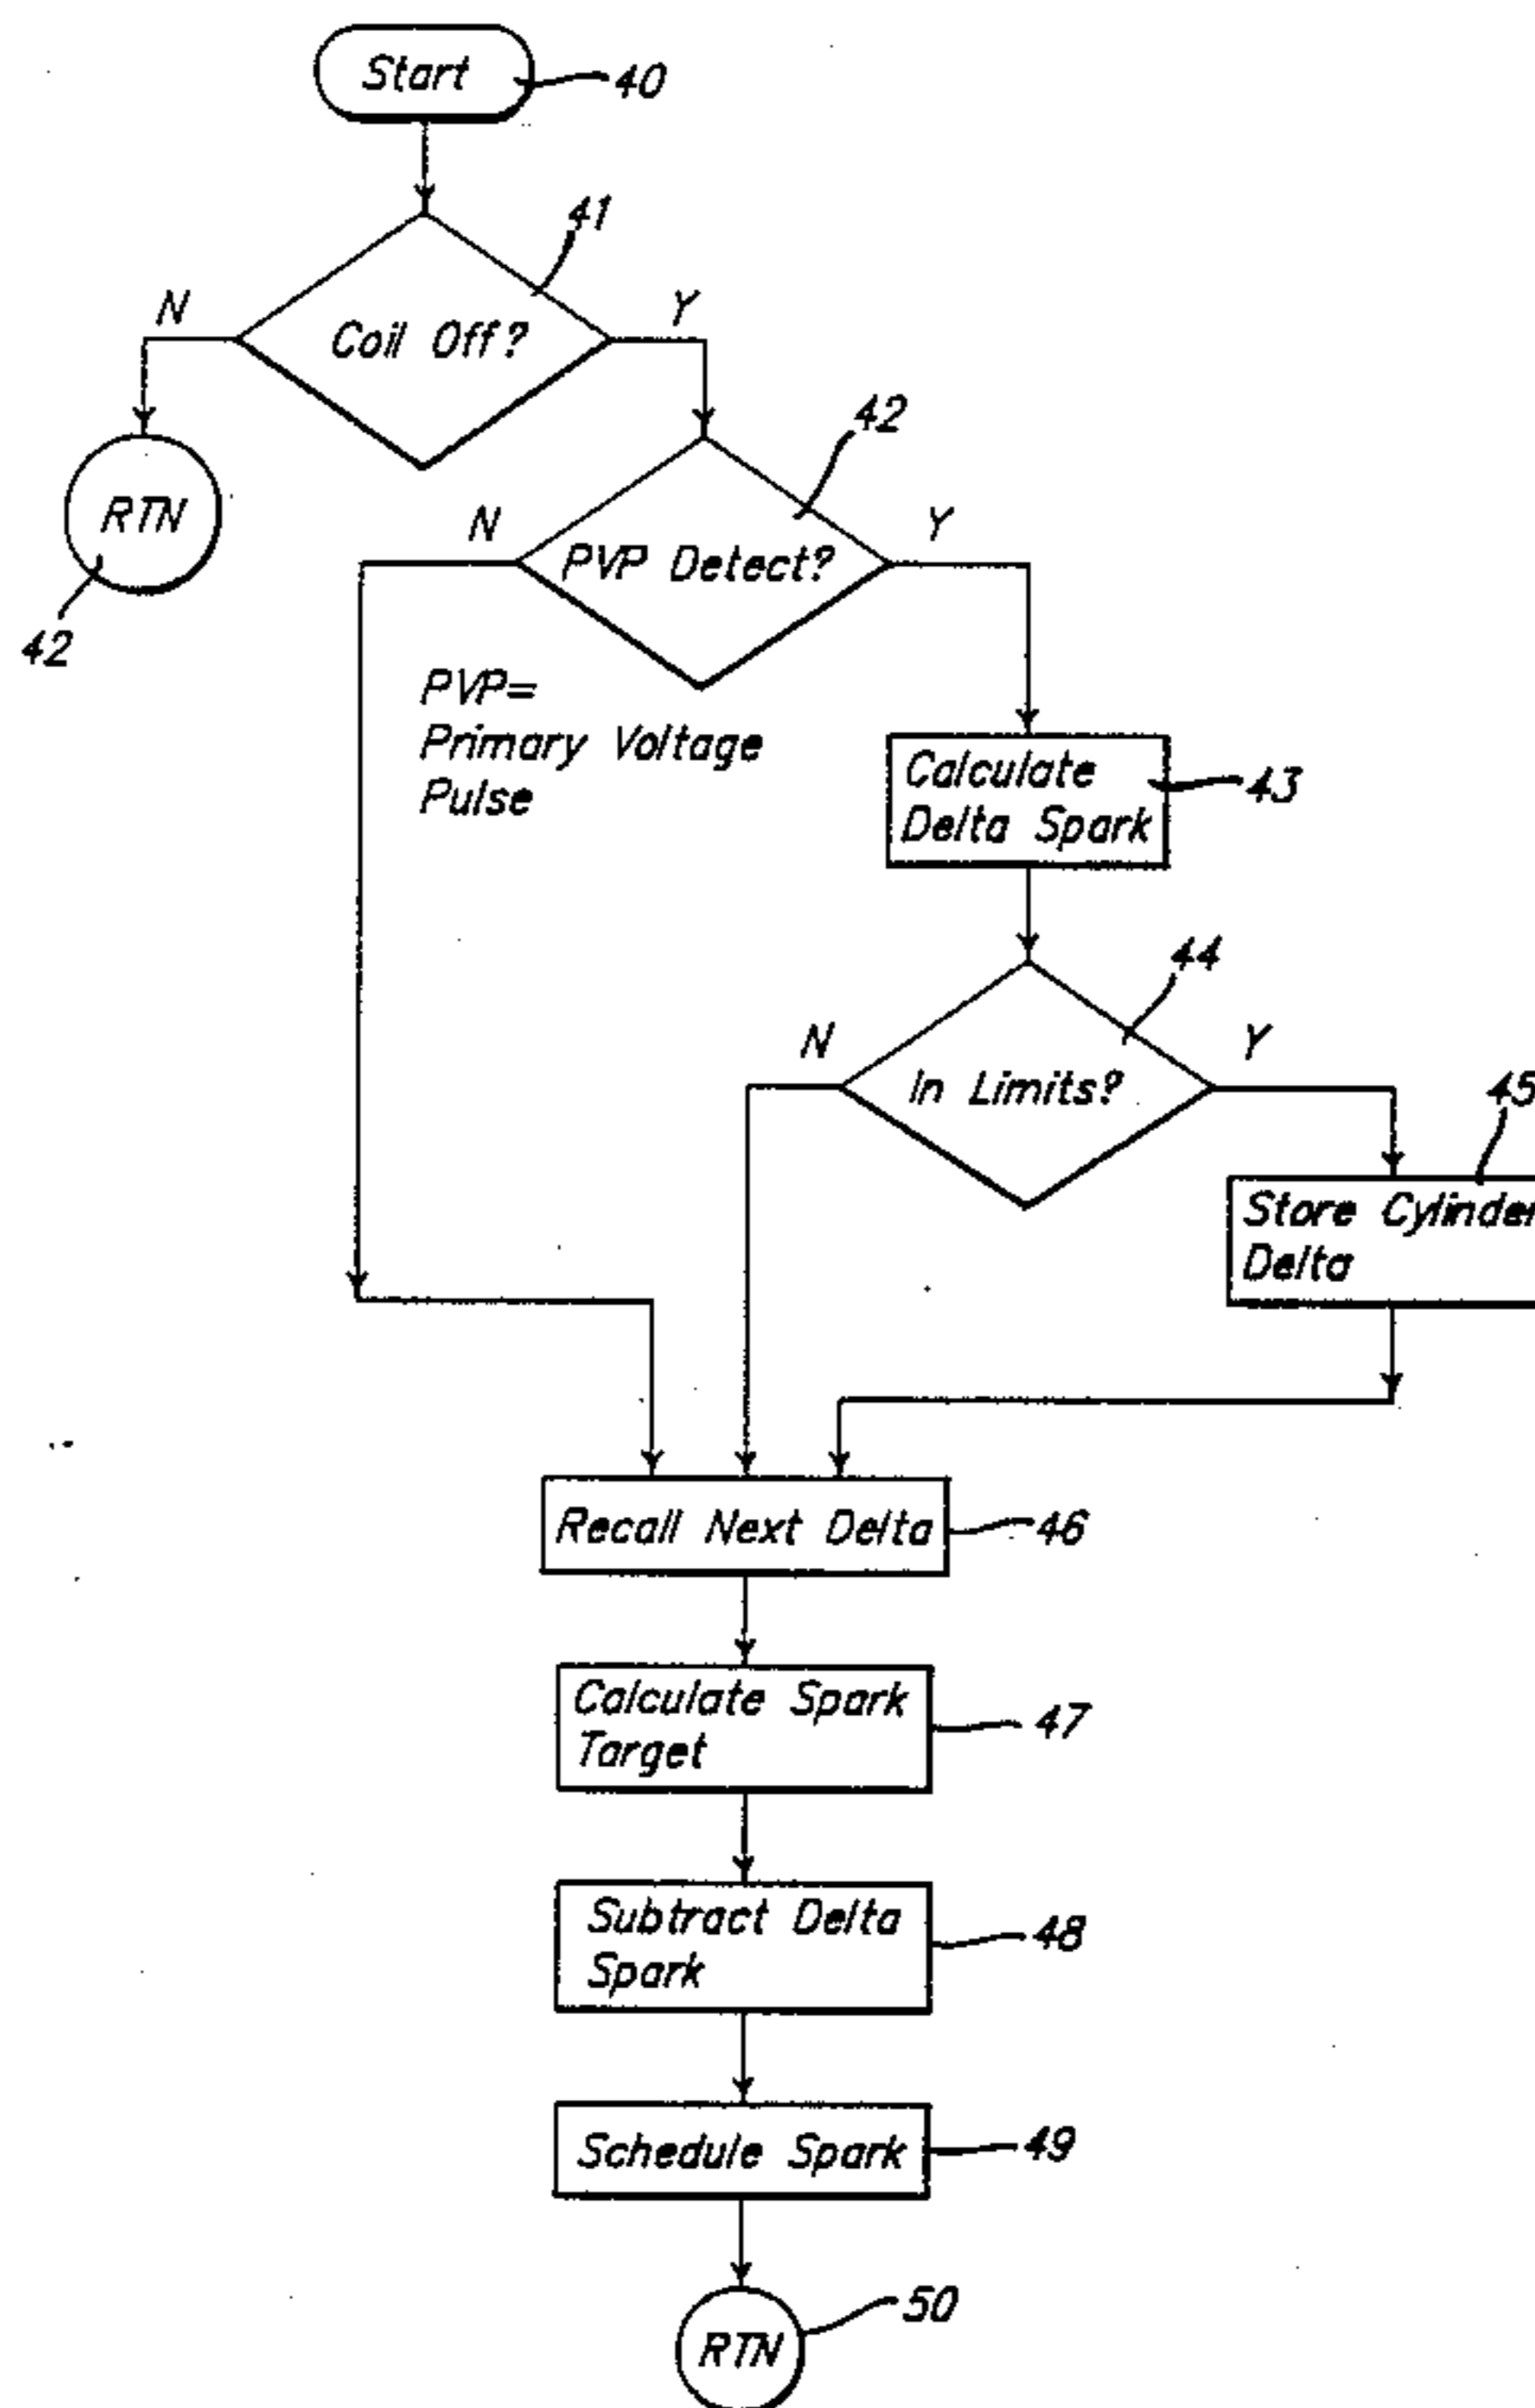 Start
40
41
N
Y
Coil Off?
42
RTN
N
Y
PVP Detect?
42
PVP=
Primary Voltage
Pulse
Calculate
Delta Spark
43
44
N
Y
In Limits?
45
Store Cylinder
Delta
Recall Next Delta
46
Calculate Spark
Target
47
Subtract Delta
Spark
48
Schedule Spark
49
50
RTN